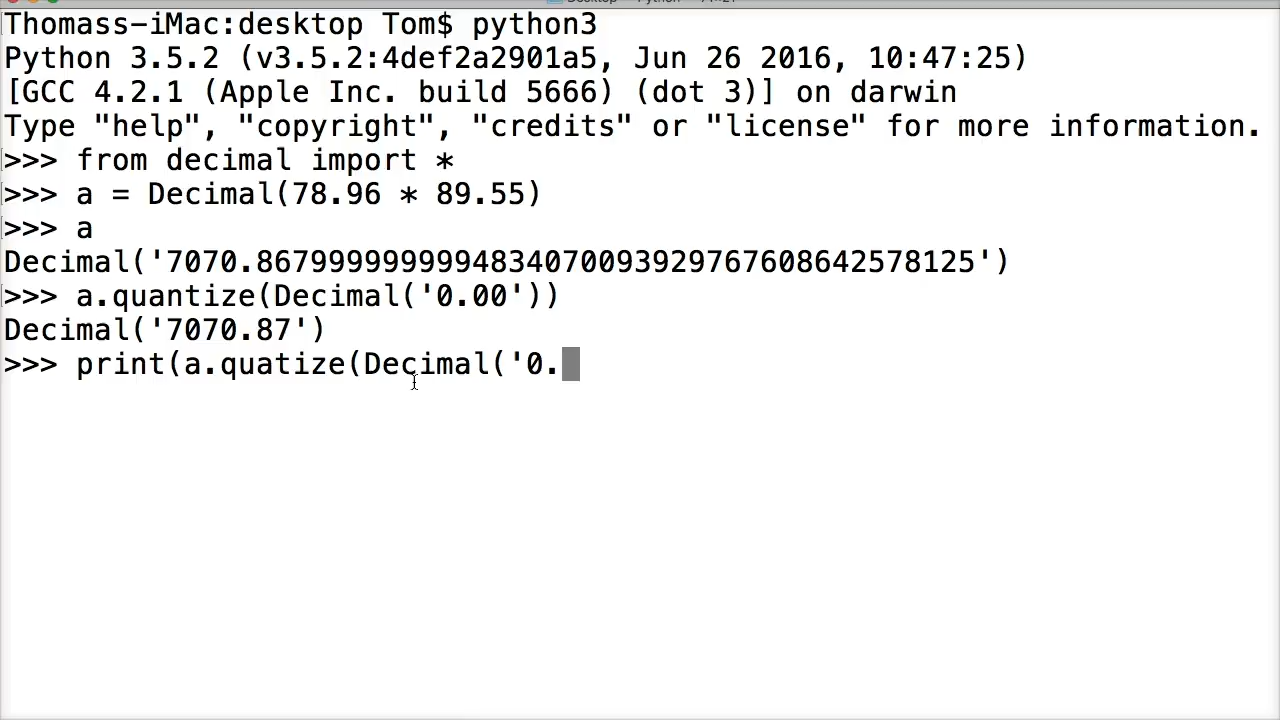 Thomass-iMac:desktop Tom$ python3
Python 3.5.2 (v3.5.2:4def2a2901a5, Jun 26 2016, 10:47:25)
[GCC 4.2.1 (Apple Inc. build 5666) (dot 3)] on darwin
Type "help", "copyright", "credits" or "license" for more information.
>>> from decimal import *
>>> a = Decimal(78.96 * 89.55)
>>> a
Decimal('7070.8679999999994834070093929767608642578125')
>>> a.quantize(Decimal('0.00'))
Decimal('7070.87')
>>> print(a.quatize(Decimal('0.